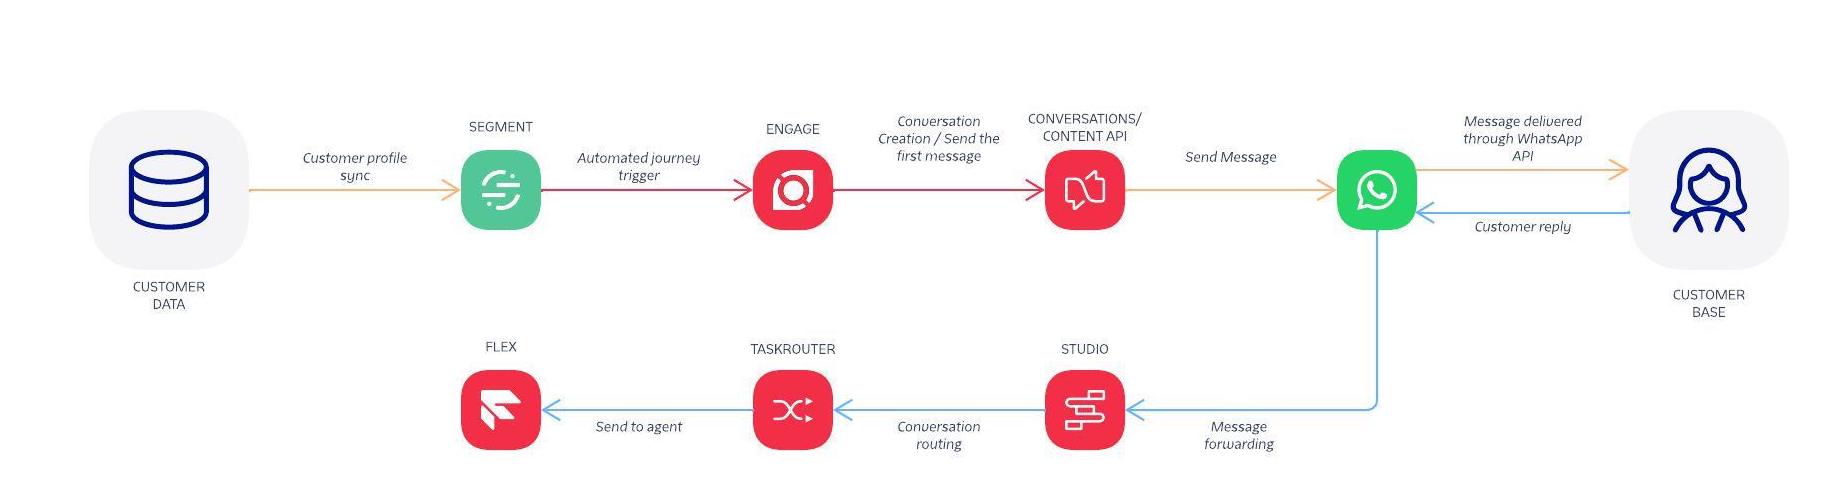 CUSTOMER
DATA
Customer profile
sync
SEGMENT
Automated journey
trigger
ENGAGE
Conversation
Creation / Send the
first message
CONVERSATIONS/
CONTENT API
Send Message
Message delivered
through WhatsApp
API
Customer reply
CUSTOMER
BASE
FLEX
Send to agent
TASKROUTER
Conversation
routing
STUDIO
Message
forwarding